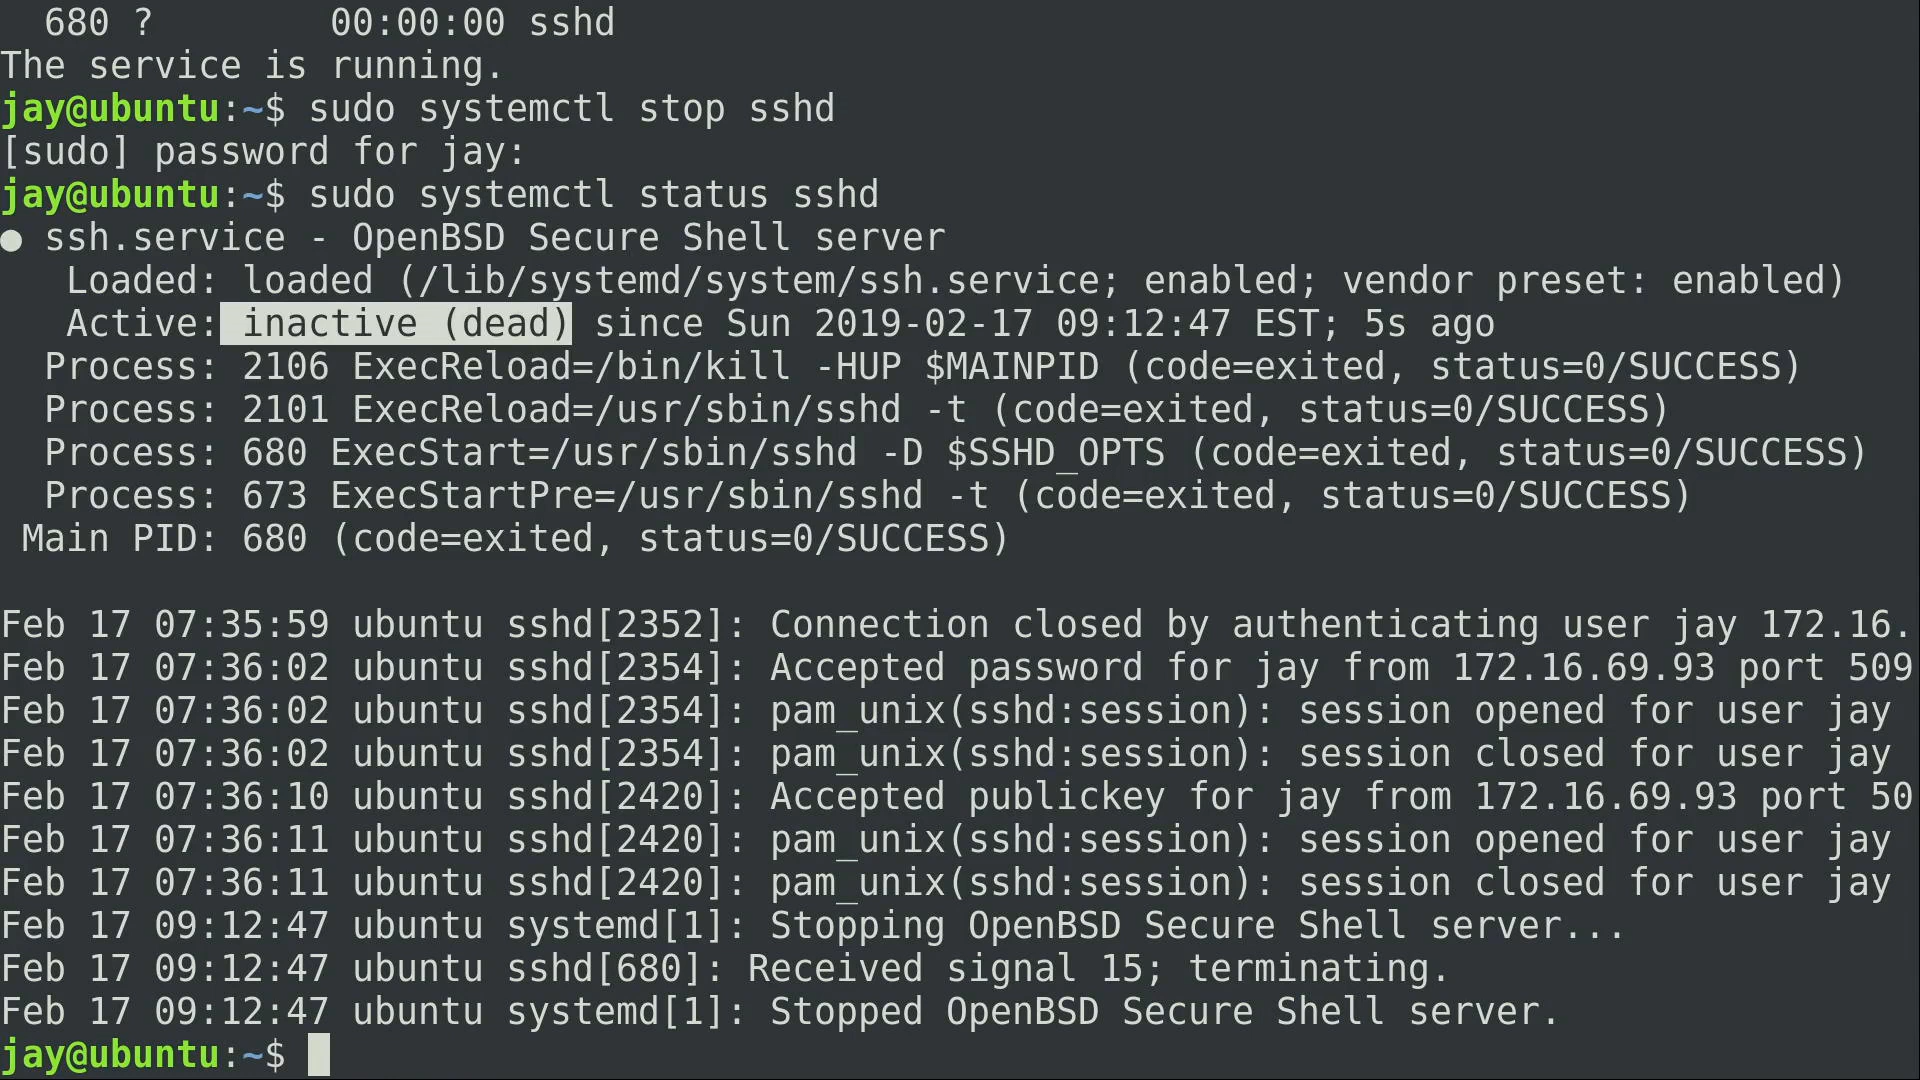 680 ? 00:00:00 sshd
The service is running.
jay@ubuntu:~$ sudo systemctl stop sshd
[sudo] password for jay:
jay@ubuntu:~$ sudo systemctl status sshd
● ssh.service - OpenBSD Secure Shell server
Loaded: loaded (/lib/systemd/system/ssh.service; enabled; vendor preset: enabled)
Active: inactive (dead) since Sun 2019-02-17 09:12:47 EST; 5s ago
Process: 2106 ExecReload=/bin/kill -HUP $MAINPID (code=exited, status=0/SUCCESS)
Process: 2101 ExecReload=/usr/sbin/sshd -t (code=exited, status=0/SUCCESS)
Process: 680 ExecStart=/usr/sbin/sshd -D $SSHD_OPTS (code=exited, status=0/SUCCESS)
Process: 673 ExecStartPre=/usr/sbin/sshd -t (code=exited, status=0/SUCCESS)
Main PID: 680 (code=exited, status=0/SUCCESS)
Feb 17 07:35:59 ubuntu sshd[2352]: Connection closed by authenticating user jay 172.16.
Feb 17 07:36:02 ubuntu sshd[2354]: Accepted password for jay from 172.16.69.93 port 509
Feb 17 07:36:02 ubuntu sshd[2354]: pam_unix(sshd:session): session opened for user jay
Feb 17 07:36:02 ubuntu sshd[2354]: pam_unix(sshd:session): session closed for user jay
Feb 17 07:36:10 ubuntu sshd[2420]: Accepted publickey for jay from 172.16.69.93 port 50
Feb 17 07:36:11 ubuntu sshd[2420]: pam_unix(sshd:session): session opened for user jay
Feb 17 07:36:11 ubuntu sshd[2420]: pam_unix(sshd:session): session closed for user jay
Feb 17 09:12:47 ubuntu systemd[1]: Stopping OpenBSD Secure Shell server...
Feb 17 09:12:47 ubuntu sshd[680]: Received signal 15; terminating.
Feb 17 09:12:47 ubuntu systemd[1]: Stopped OpenBSD Secure Shell server.
jay@ubuntu:~$